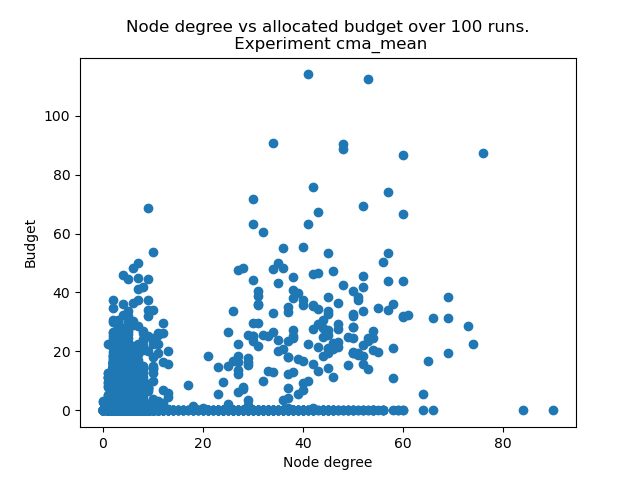 Node degree vs allocated budget over 100 runs.
Experiment cma_mean
100
80
60
40
20
0
Budget
0 20 40 60 80
Node degree